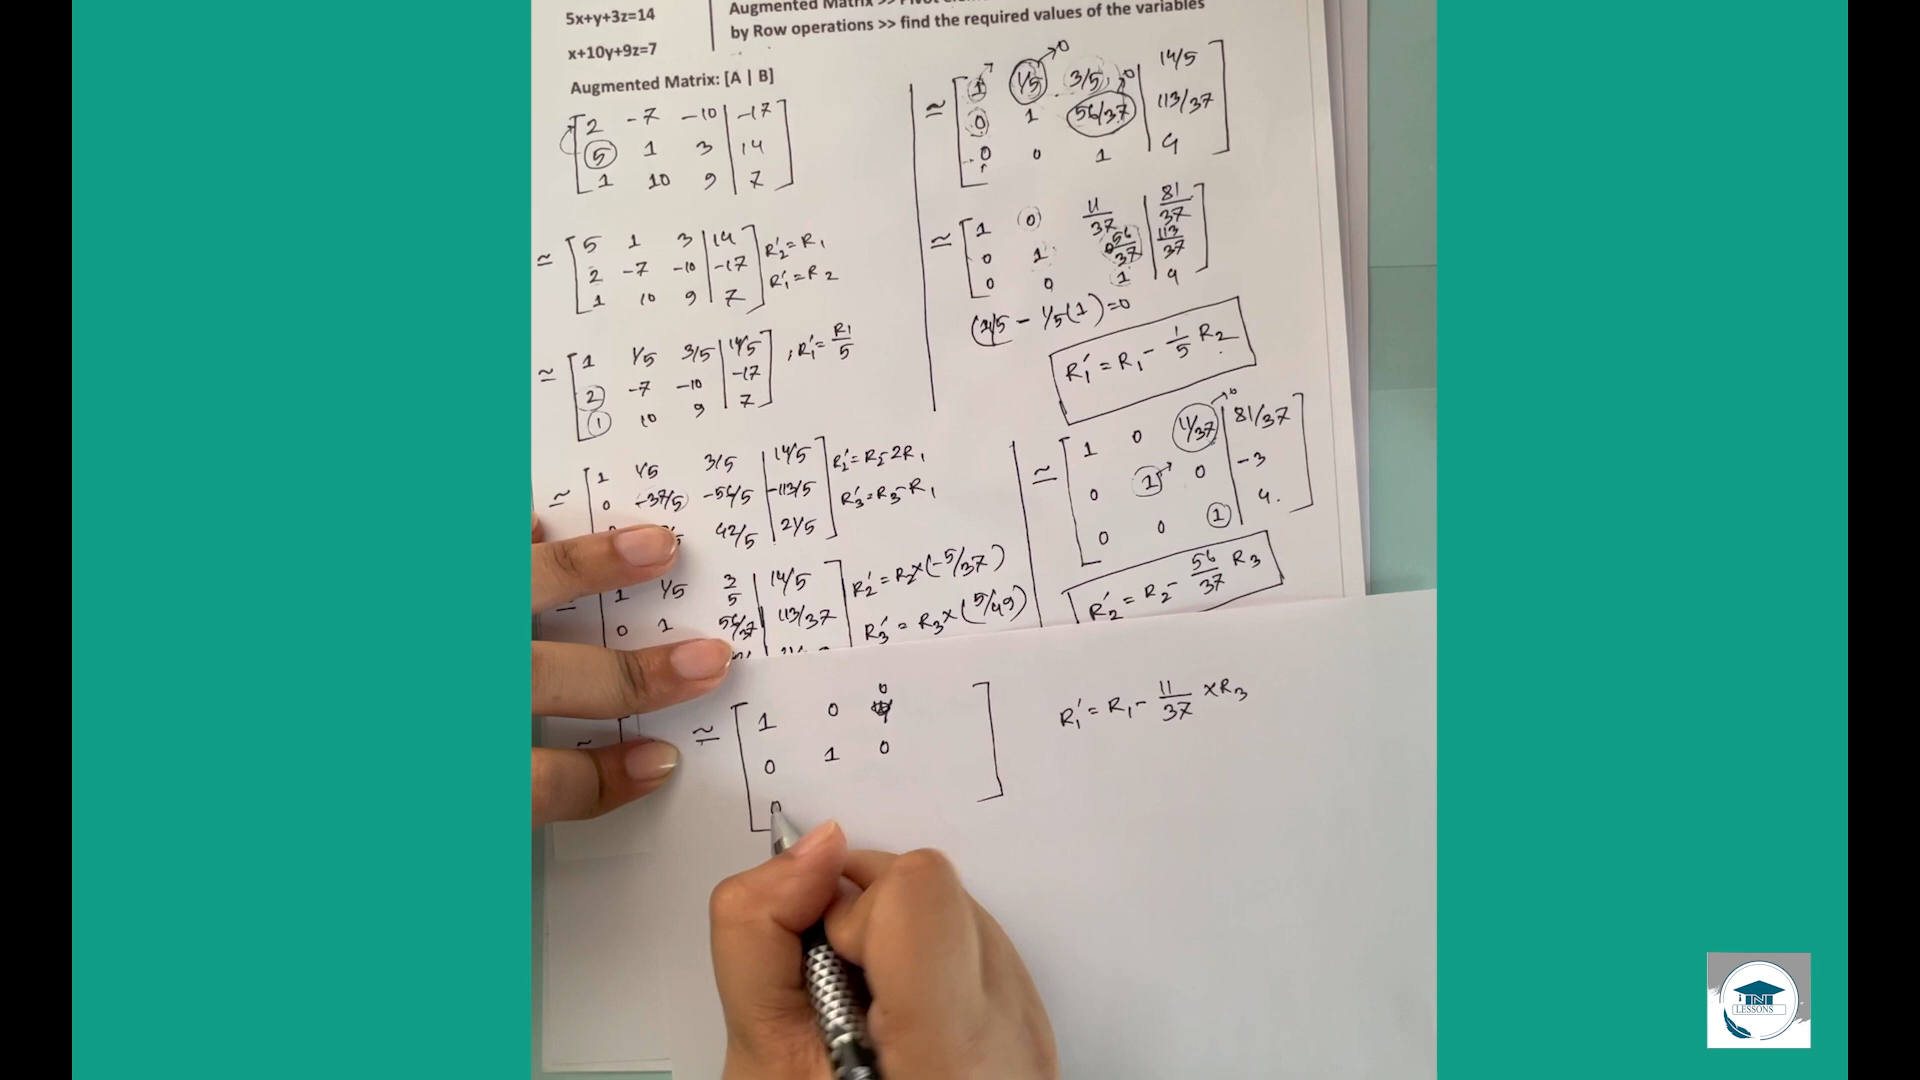 5x+y+3z=14
x+10y+9z=7
by Row operations >> find the required values of the variables
Augmented Matrix: [A | B]
2 -7 -10 | -17
5 1 3 | 14
1 10 9 | 7
≃ 5 1 3 | 14 R₂'=R₁
2 -7 -10 | -17 R₁'=R₂
1 10 9 | 7
≃ 1 1/5 3/5 | 14/5 , R₁'=R1/5
2 -7 -10 | -17
1 10 9 | 7
≃ 1 1/5 3/5 | 14/5 R₂'=R₂-2R₁
0 -37/5 -56/5 | -113/5 R₃'=R₃-R₁
42/5 | 21/5
1 1/5 3/5 | 14/5 R₂'=R₂×(-5/37)
0 1 56/37 | 113/37 R₃'=R₃×(5/49)
≃ 1 1/5 →0 3/5 →0 | 14/5
0 1 56/37 | 113/37
0 0 1 | 4
≃ 1 0 11/37 | 81/37
0 1 56/37 | 113/37
0 0 1 | 4
(1/5 - 1/5(1)=0
R₁'=R₁-1/5 R₂
≃ 1 0 11/37 →0 | 81/37
0 1 0 | -3
0 0 1 | 4.
R₂'=R₂-56/37 R₃
≃ 1 0 0
0 1 0
0
R₁'=R₁-11/37 ×R₃
TNT
LESSONS